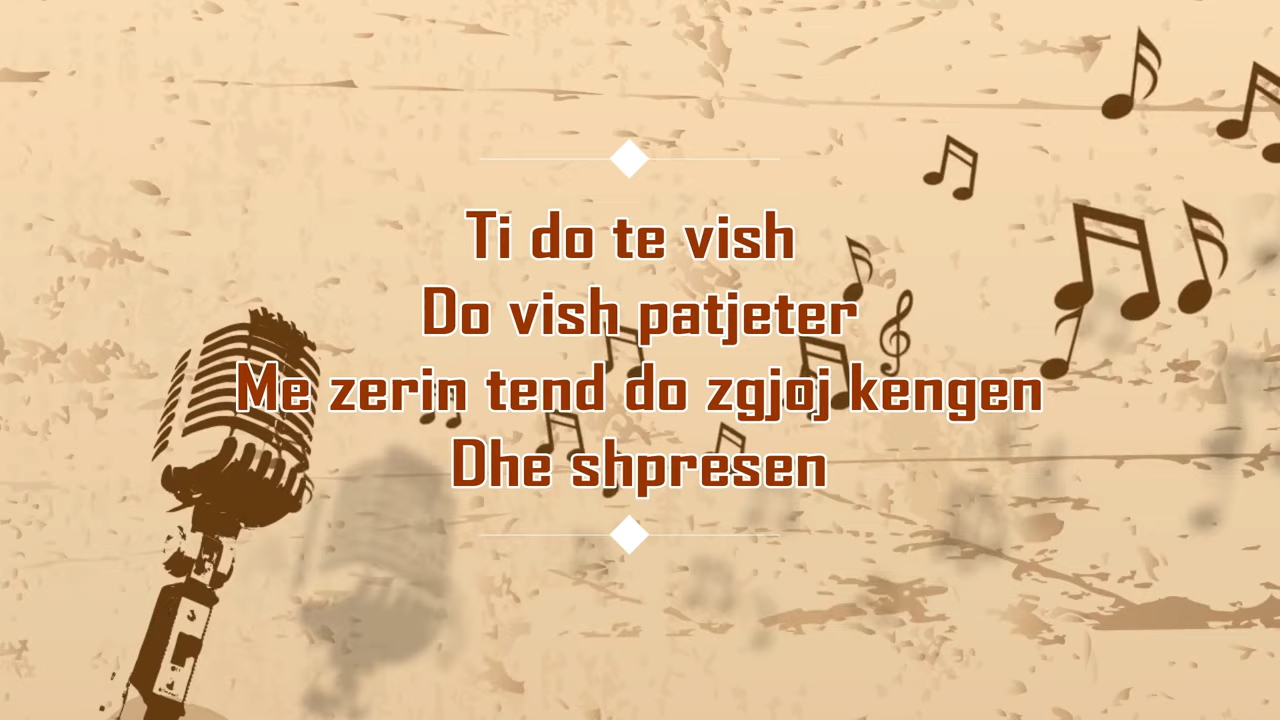 Ti do te vish
Do vish patjeter
Me zerin tend do zgjoj kengen
Dhe shpresen